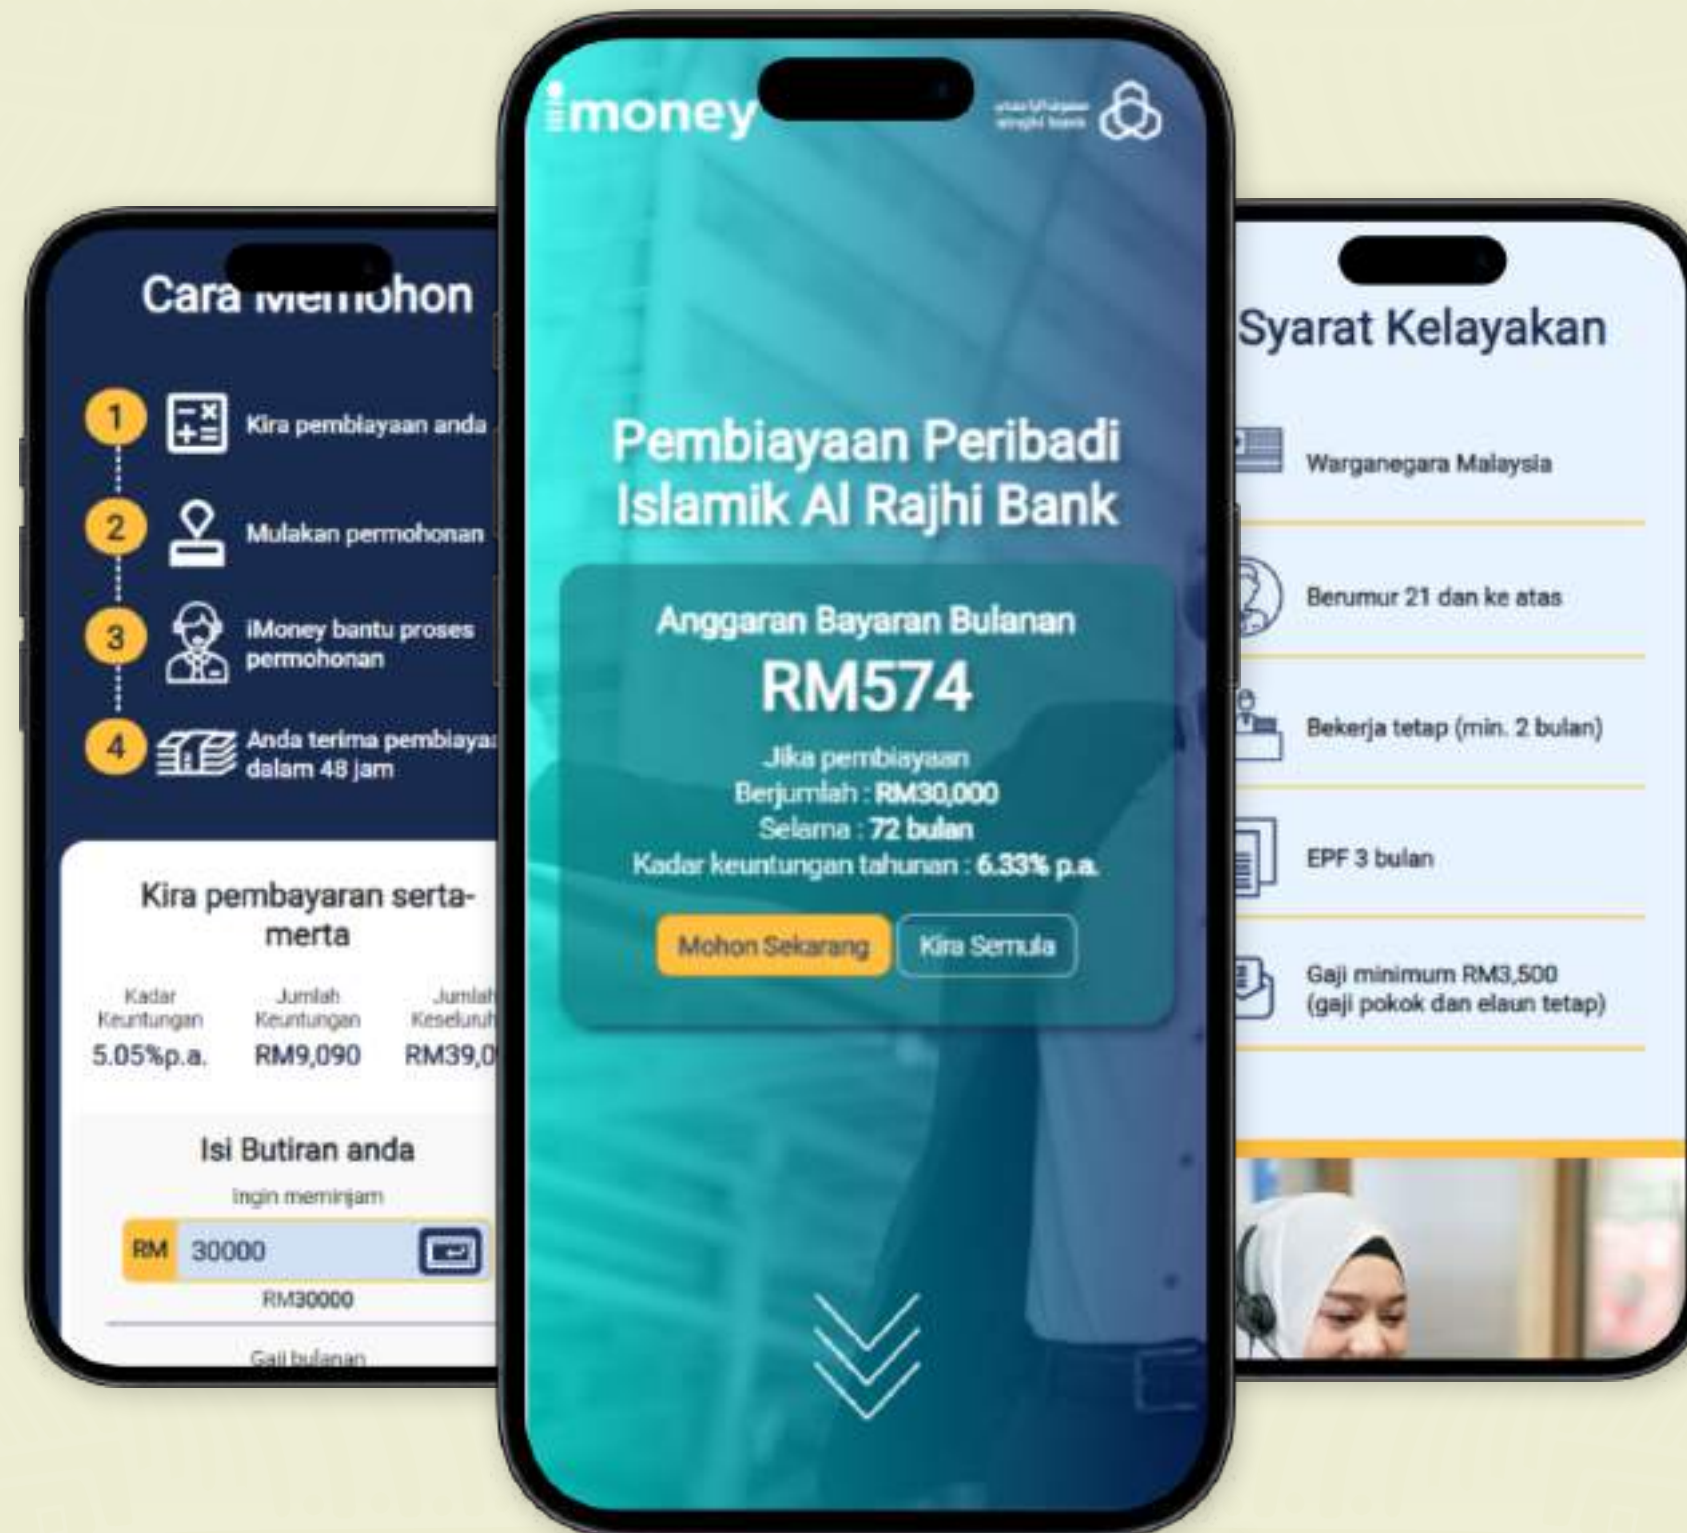 Cara Memohon
1
Kira pembiayaan anda
2
Mulakan permohonan
3
iMoney bantu proses
permohonan
4
Anda terima
dalam 48 jam
Kira pembayaran serta-
merta
Kadar
Keuntungan
5.05%p.a.
Jumlah
Keuntungan
RM9,090
Jumlah
RM39,0
Isi Butiran anda
Ingin meminjam
RM 30000
RM30000
Gaji bulanan
imoney
alrajhi bank
Pembiayaan Peribadi
Islamik Al Rajhi Bank
Anggaran Bayaran Bulanan
RM574
Jika pembiayaan
Berjumlah : RM30,000
Selama : 72 bulan
Kadar keuntungan tahunan : 6.33% p.a.
Mohon Sekarang
Kira Semula
Syarat Kelayakan
Warganegara Malaysia
Berumur 21 dan ke atas
Bekerja tetap (min. 2 bulan)
EPF 3 bulan
Gaji minimum RM3,500
(gaji pokok dan elaun tetap)